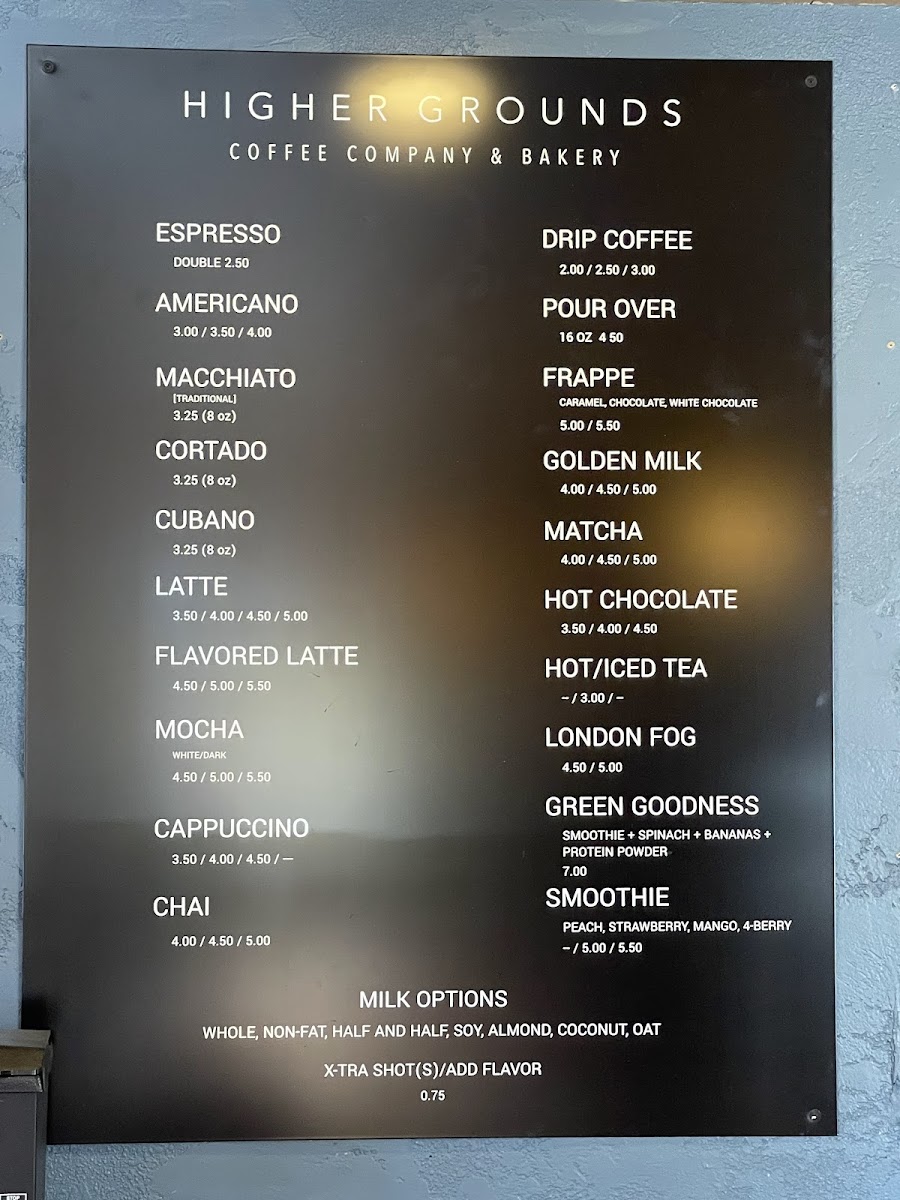 HIGHER GROUNDS
COFFEE COMPANY & BAKERY
ESPRESSO
DOUBLE 2.50
AMERICANO
3.00 / 3.50 / 4.00
MACCHIATO
[TRADITIONAL]
3.25 (8 oz)
CORTADO
3.25 (8 oz)
CUBANO
3.25 (8 oz)
LATTE
3.50 / 4.00 / 4.50 / 5.00
FLAVORED LATTE
4.50 / 5.00 / 5.50
MOCHA
WHITE/DARK
4.50 / 5.00 / 5.50
CAPPUCCINO
3.50 / 4.00 / 4.50 / —
CHAI
4.00 / 4.50 / 5.00
DRIP COFFEE
2.00 / 2.50 / 3.00
POUR OVER
16 OZ 4 50
FRAPPE
CARAMEL, CHOCOLATE, WHITE CHOCOLATE
5.00 / 5.50
GOLDEN MILK
4.00 / 4.50 / 5.00
MATCHA
4.00 / 4.50 / 5.00
HOT CHOCOLATE
3.50 / 4.00 / 4.50
HOT/ICED TEA
– / 3.00 / –
LONDON FOG
4.50 / 5.00
GREEN GOODNESS
SMOOTHIE + SPINACH + BANANAS +
PROTEIN POWDER
7.00
SMOOTHIE
PEACH, STRAWBERRY, MANGO, 4-BERRY
– / 5.00 / 5.50
MILK OPTIONS
WHOLE, NON-FAT, HALF AND HALF, SOY, ALMOND, COCONUT, OAT
X-TRA SHOT(S)/ADD FLAVOR
0.75
STOP